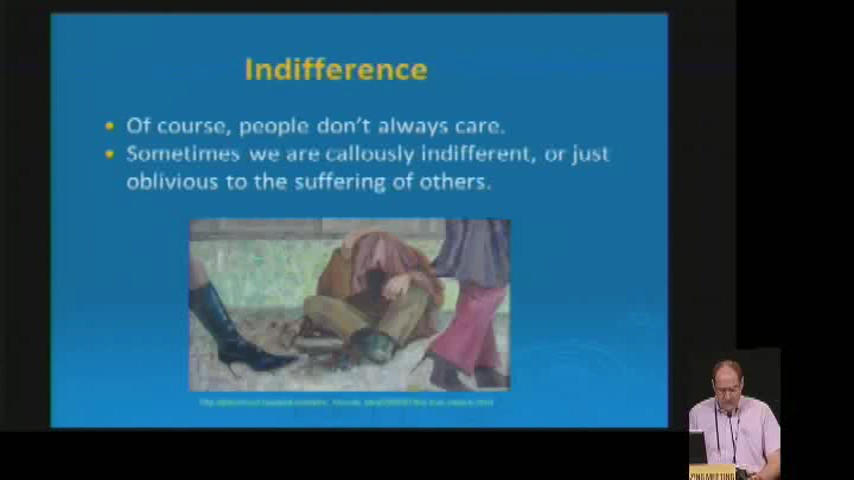 Indifference
• Of course, people don't always care.
• Sometimes we are callously indifferent, or just
oblivious to the suffering of others.
MEETING